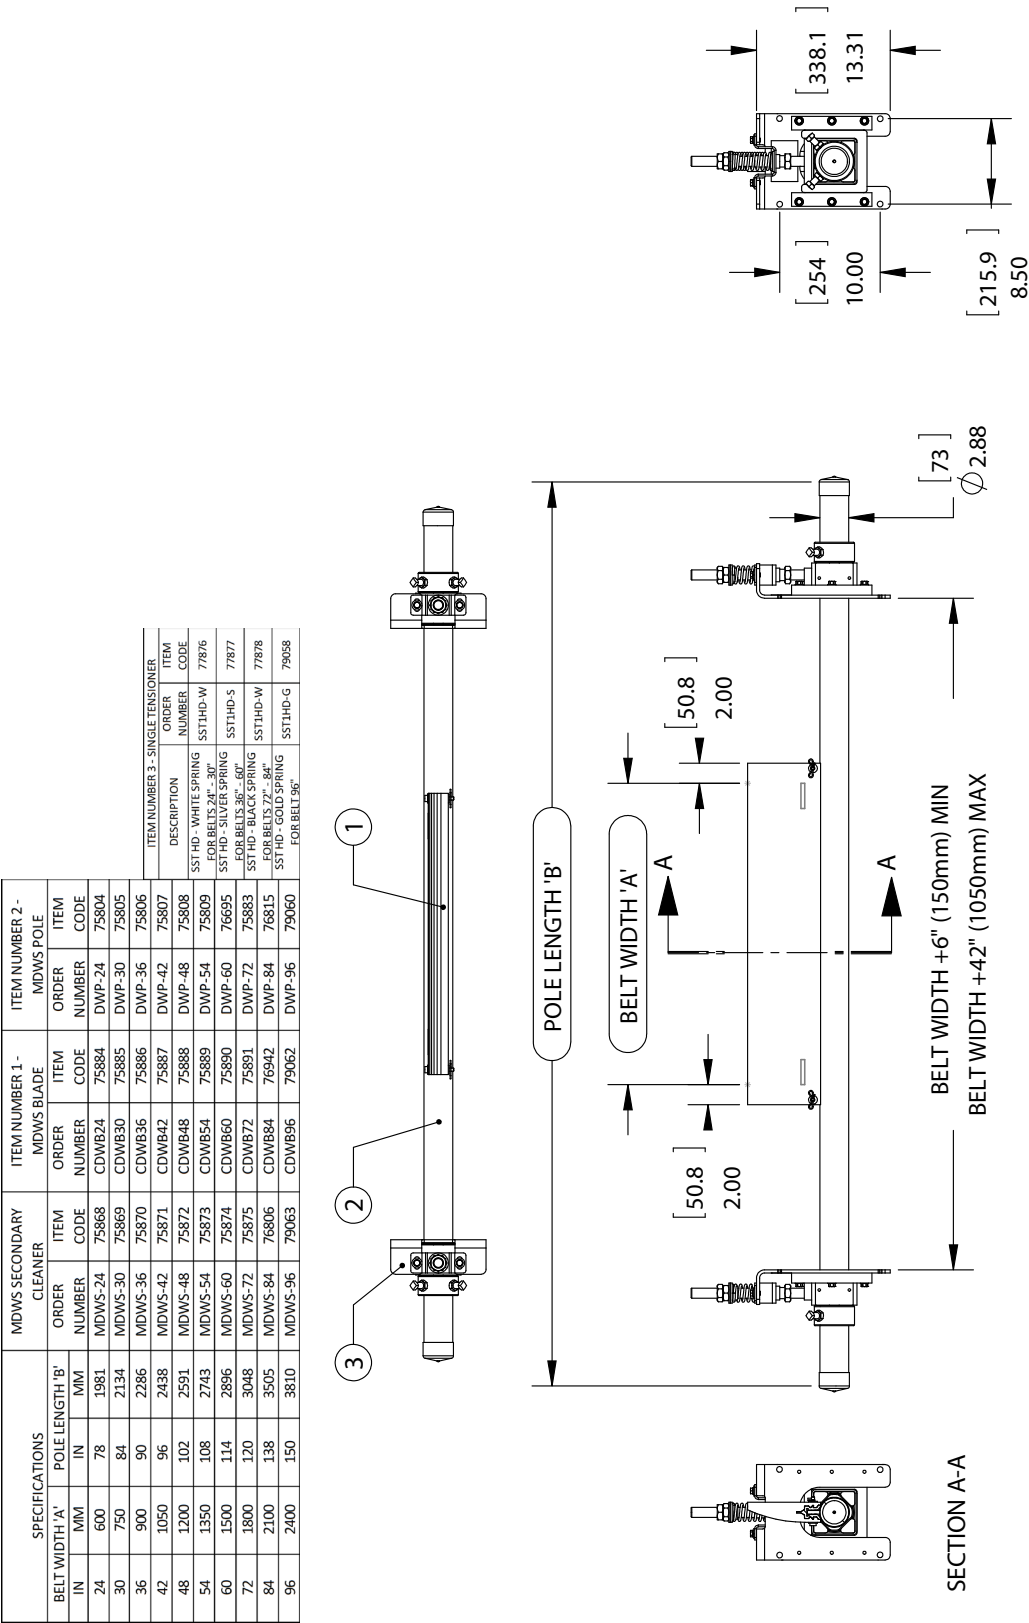 SPECIFICATIONS
MDWS SECONDARY CLEANER
ITEM NUMBER 1 - MDWS BLADE
ITEM NUMBER 2 - MDWS POLE
BELT WIDTH 'A' POLE LENGTH 'B' ORDER NUMBER ITEM CODE ORDER NUMBER ITEM CODE ORDER NUMBER ITEM CODE
IN MM IN MM
24 600 78 1981 MDWS-24 75868 CDWB24 75884 DWP-24 75804
30 750 84 2134 MDWS-30 75869 CDWB30 75885 DWP-30 75805
36 900 90 2286 MDWS-36 75870 CDWB36 75886 DWP-36 75806
42 1050 96 2438 MDWS-42 75871 CDWB42 75887 DWP-42 75807
48 1200 102 2591 MDWS-48 75872 CDWB48 75888 DWP-48 75808
54 1350 108 2743 MDWS-54 75873 CDWB54 75889 DWP-54 75809
60 1500 114 2896 MDWS-60 75874 CDWB60 75890 DWP-60 76695
72 1800 120 3048 MDWS-72 75875 CDWB72 75891 DWP-72 75883
84 2100 138 3505 MDWS-84 76806 CDWB84 76942 DWP-84 76815
96 2400 150 3810 MDWS-96 79063 CDWB96 79062 DWP-96 79060
ITEM NUMBER 3 - SINGLE TENSIONER
DESCRIPTION ORDER NUMBER ITEM CODE
SST HD - WHITE SPRING FOR BELTS 24" - 30" SST1HD-W 77876
SST HD - SILVER SPRING FOR BELTS 36" - 60" SST1HD-S 77877
SST HD - BLACK SPRING FOR BELTS 72" - 84" SST1HD-W 77878
SST HD - GOLD SPRING FOR BELT 96" SST1HD-G 79058
3
2
1
POLE LENGTH 'B'
BELT WIDTH 'A'
[50.8]
2.00
[50.8]
2.00
A
A
[73]
Ø2.88
BELT WIDTH +6" (150mm) MIN
BELT WIDTH +42" (1050mm) MAX
SECTION A-A
[254]
10.00
[338.1]
13.31
[215.9]
8.50